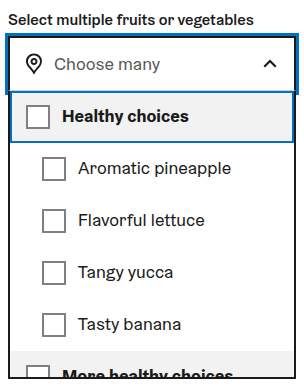 Select multiple fruits or vegetables
Choose many
Healthy choices
Aromatic pineapple
Flavorful lettuce
Tangy yucca
Tasty banana
More healthy choices